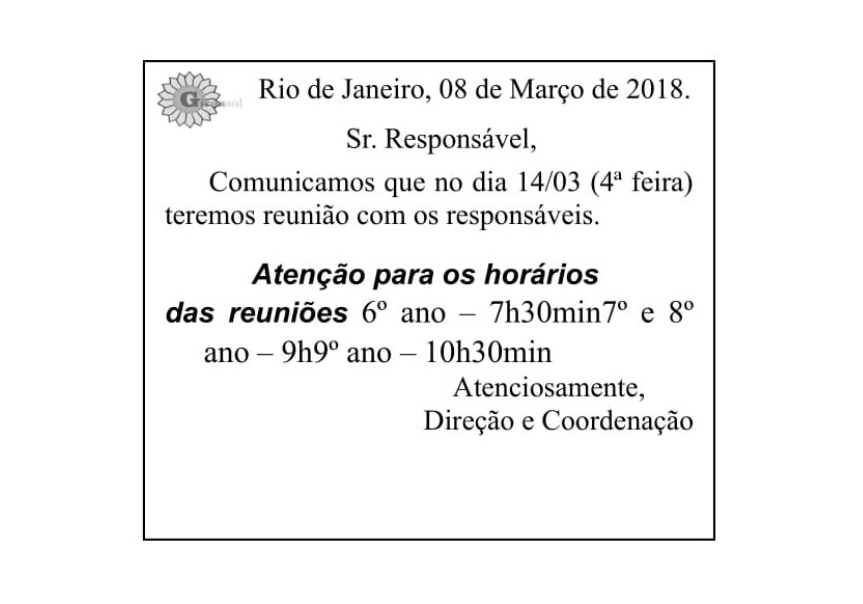 G
Rio de Janeiro, 08 de Março de 2018.
Sr. Responsável,
Comunicamos que no dia 14/03 (4ª feira)
teremos reunião com os responsáveis.
Atenção para os horários
das reuniões 6º ano – 7h30min7º e 8º
ano – 9h9º ano – 10h30min
Atenciosamente,
Direção e Coordenação